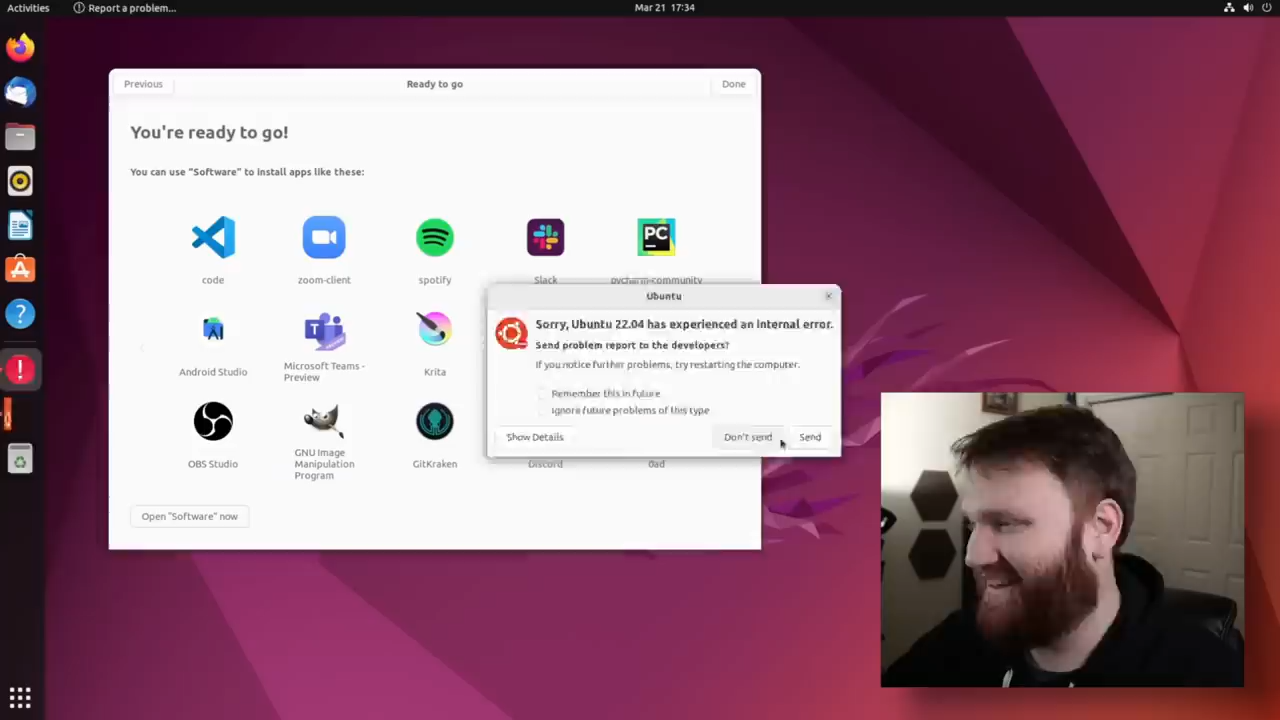 Activities
Report a problem...
Mar 21 17:34
Previous
Ready to go
Done
You're ready to go!
You can use "Software" to install apps like these:
code
zoom-client
spotify
Slack
pycharm-community
PC
Ubuntu
Sorry, Ubuntu 22.04 has experienced an internal error.
Send problem report to the developers?
If you notice further problems, try restarting the computer.
Remember this in future
Ignore future problems of this type
Show Details
Don't send
Send
Android Studio
Microsoft Teams -
Preview
Krita
OBS Studio
GNU Image
Manipulation
Program
GitKraken
Discord
0ad
Open "Software" now